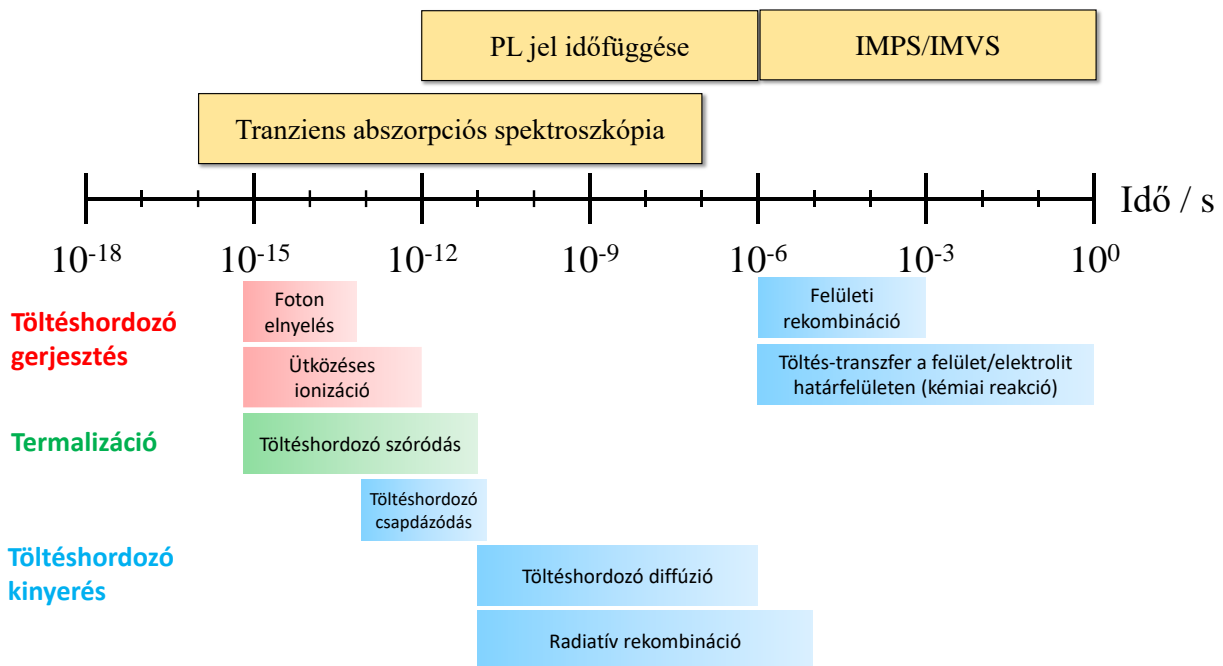 PL jel időfüggése
IMPS/IMVS
Tranziens abszorpciós spektroszkópia
Idő / s
10⁻¹⁸
10⁻¹⁵
10⁻¹²
10⁻⁹
10⁻⁶
10⁻³
10⁰
Töltéshordozó
gerjesztés
Foton
elnyelés
Ütközéses
ionizáció
Felületi
rekombináció
Töltés-transzfer a felület/elektrolit
határfelületen (kémiai reakció)
Termalizáció
Töltéshordozó szóródás
Töltéshordozó
csapdázódás
Töltéshordozó
kinyerés
Töltéshordozó diffúzió
Radiatív rekombináció